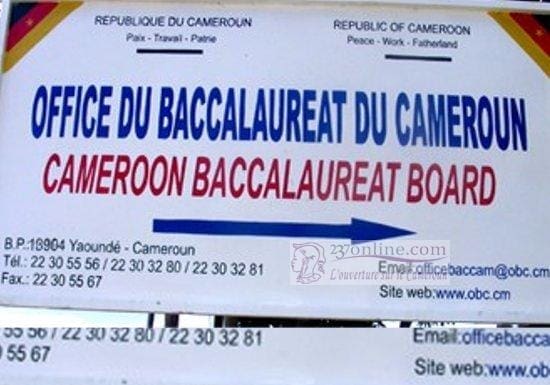 REPUBLIQUE DU CAMEROUN
Paix - Travail - Patrie
REPUBLIC OF CAMEROON
Peace - Work - Fatherland
OFFICE DU BACCALAUREAT DU CAMEROUN
CAMEROON BACCALAUREAT BOARD
B.P.:13904 Yaoundé - Cameroun
Tél.: 22 30 55 56 / 22 30 32 80 / 22 30 32 81
Fax.: 22 30 55 67
237online.com
L'ouverture sur le Cameroun
Email:officebaccam@obc.cm
Site web:www.obc.cm
55 56 / 22 30 32 80 / 22 30 32 81
55 67
Email:officebacca
Site web:www.obc